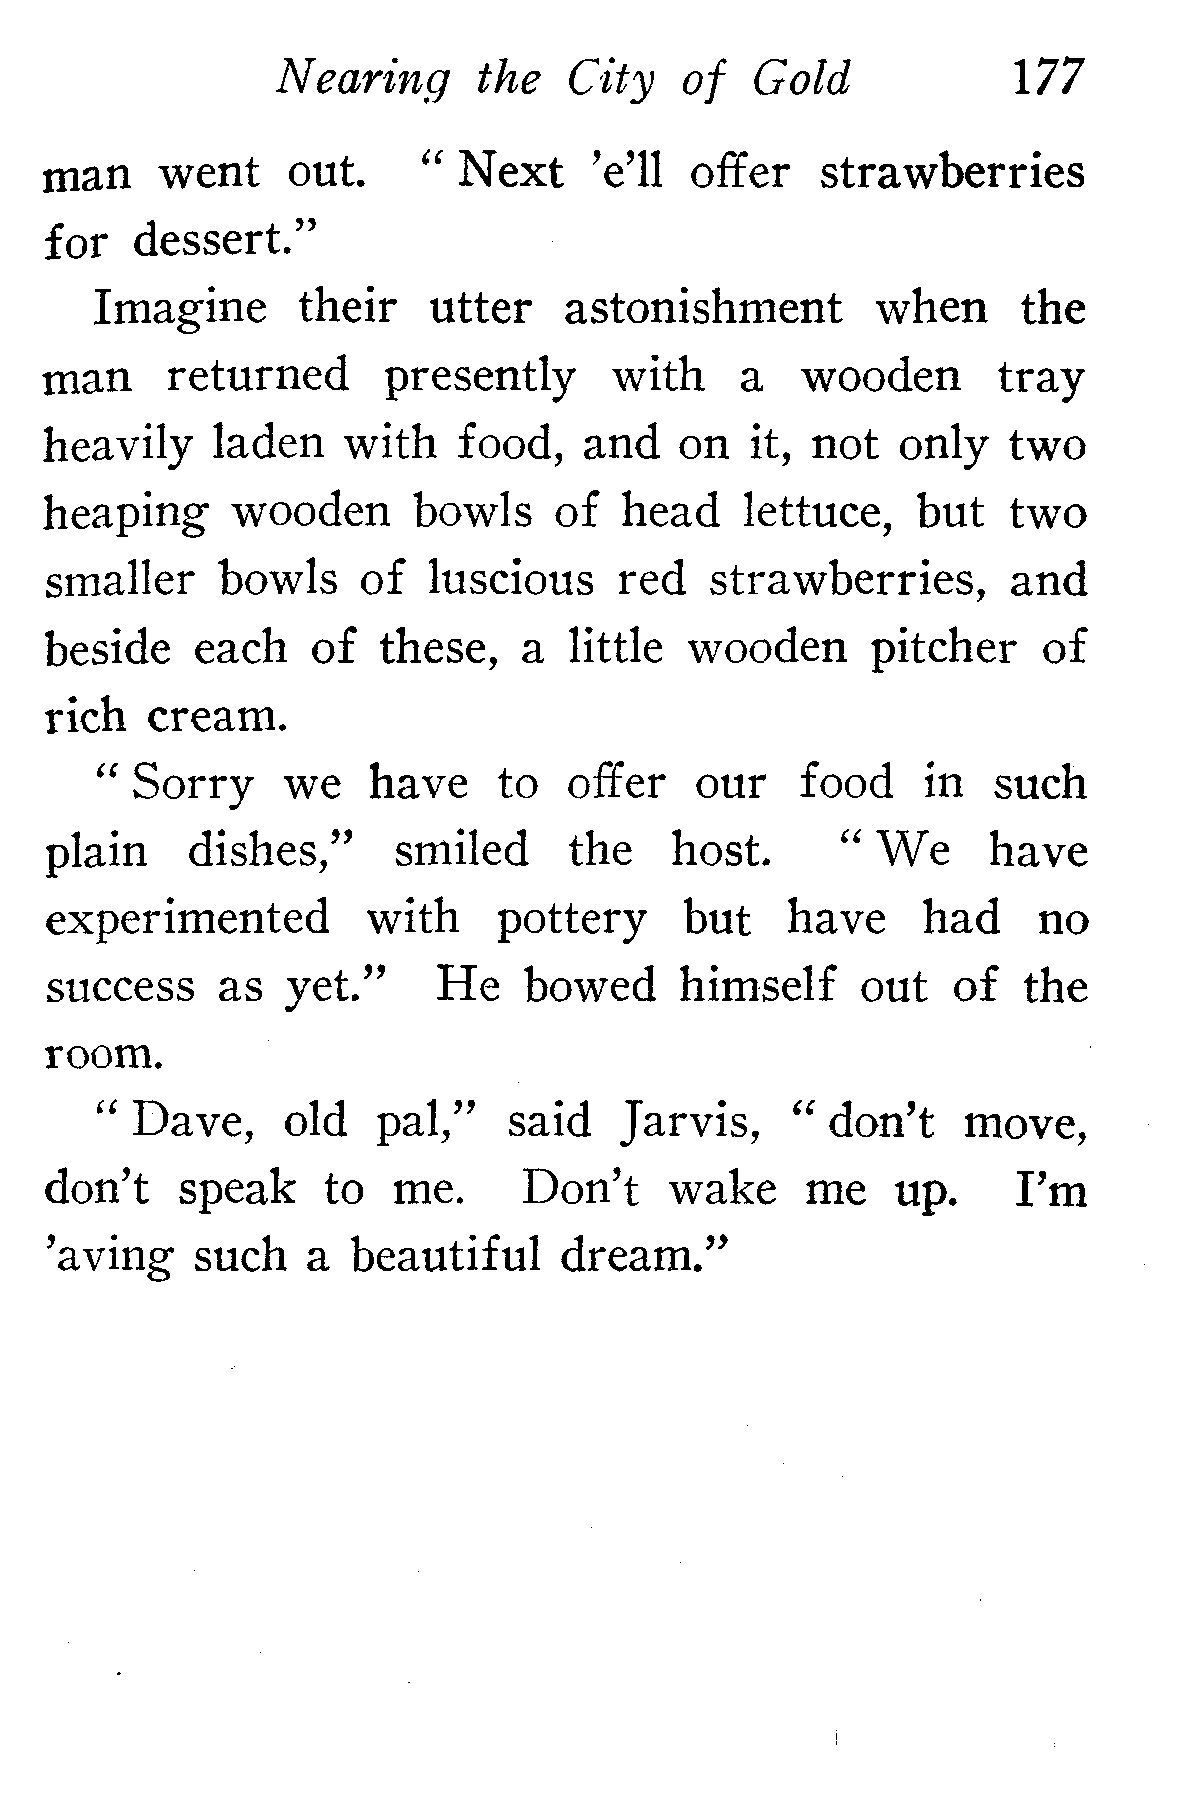 Nearing the City of Gold 177
man went out. “ Next ’e’ll offer strawberries
for dessert.”
Imagine their utter astonishment when the
man returned presently with a wooden tray
heavily laden with food, and on it, not only two
heaping wooden bowls of head lettuce, but two
smaller bowls of luscious red strawberries, and
beside each of these, a little wooden pitcher of
rich cream.
“ Sorry we have to offer our food in such
plain dishes,” smiled the host. “ We have
experimented with pottery but have had no
success as yet.” He bowed himself out of the
room.
“ Dave, old pal,” said Jarvis, “ don’t move,
don’t speak to me. Don’t wake me up. I’m
’aving such a beautiful dream.”